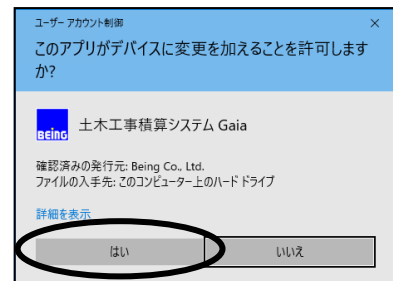 ユーザー アカウント制御
×
このアプリがデバイスに変更を加えることを許可します
か?
BEING
土木工事積算システム Gaia
確認済みの発行元: Being Co., Ltd.
ファイルの入手先: このコンピューター上のハード ドライブ
詳細を表示
はい
いいえ